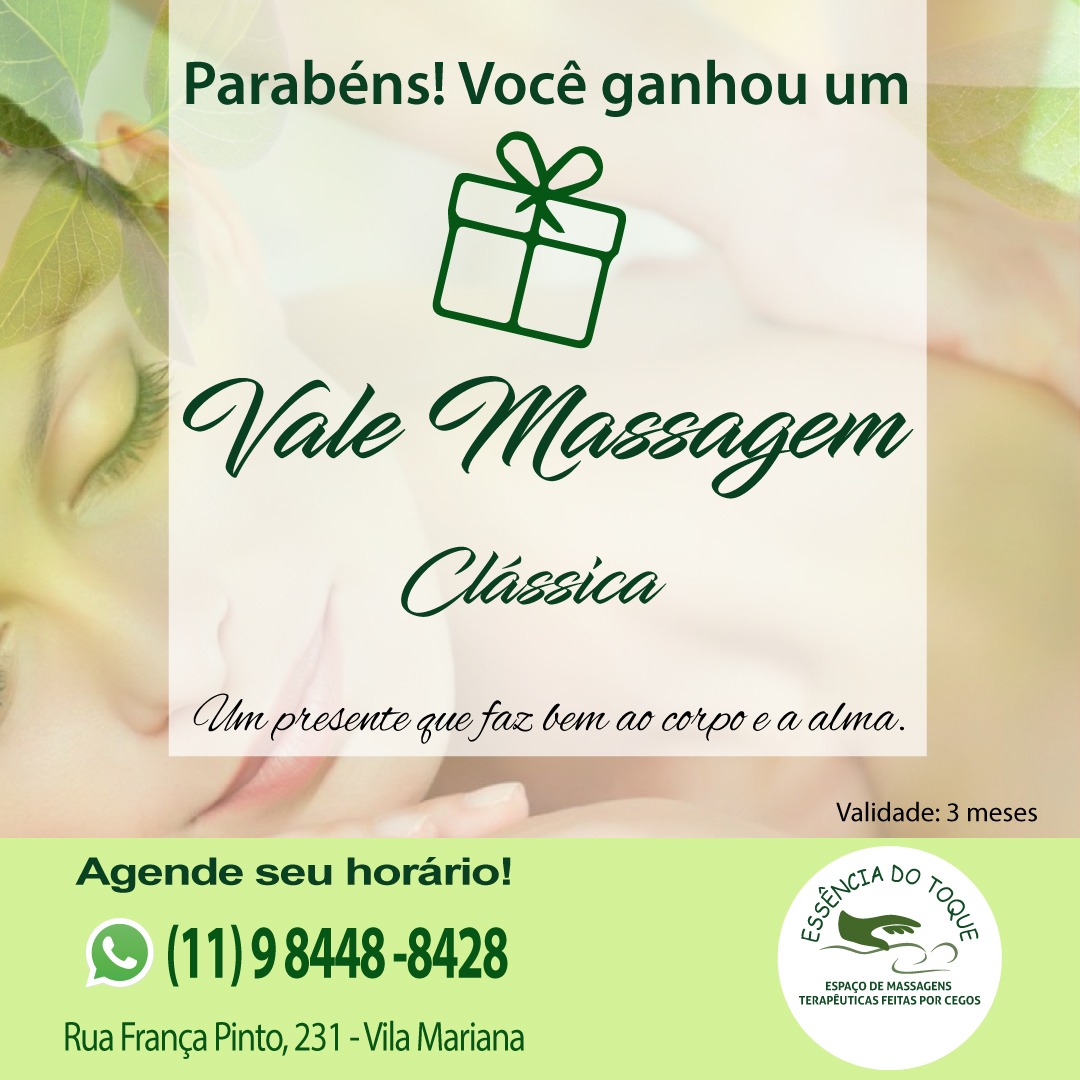 Parabéns! Você ganhou um
Vale Massagem
Clássica
Um presente que faz bem ao corpo e a alma.
Validade: 3 meses
Agende seu horário!
(11) 9 8448 -8428
Rua França Pinto, 231 - Vila Mariana
ESSÊNCIA DO TOQUE
ESPAÇO DE MASSAGENS
TERAPÊUTICAS FEITAS POR CEGOS